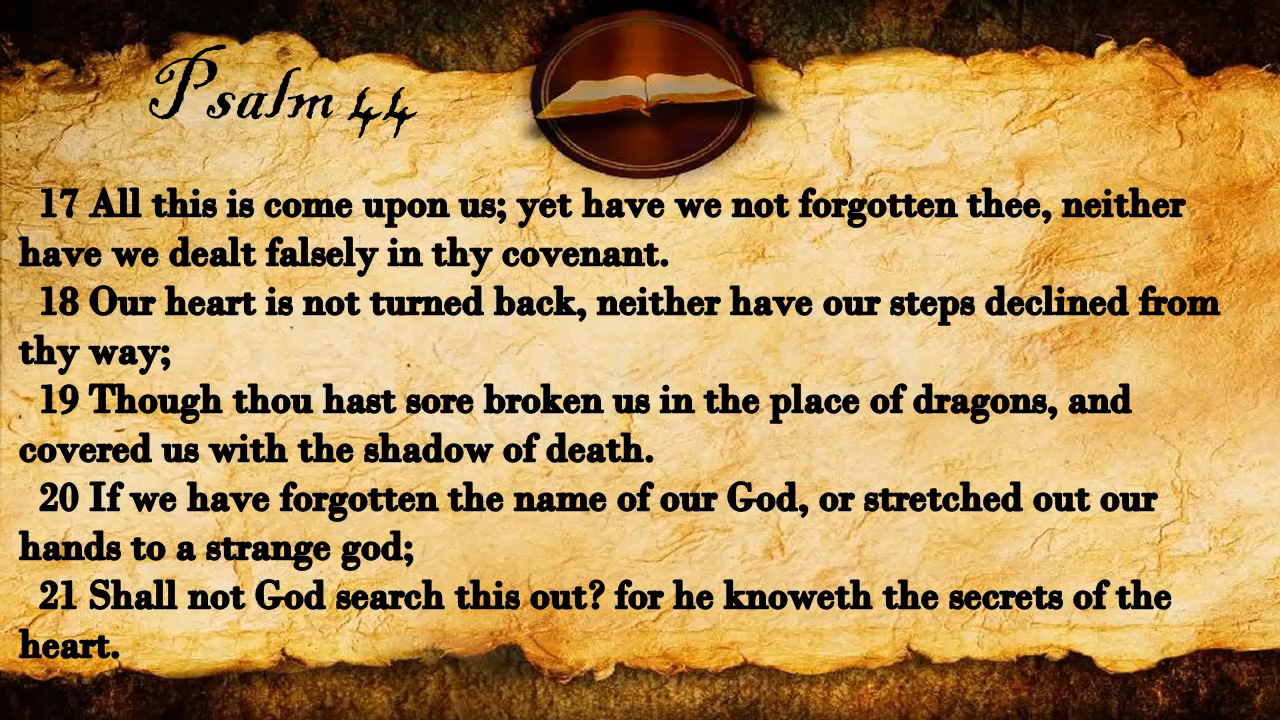 Psalm 44
17 All this is come upon us; yet have we not forgotten thee, neither
have we dealt falsely in thy covenant.
18 Our heart is not turned back, neither have our steps declined from
thy way;
19 Though thou hast sore broken us in the place of dragons, and
covered us with the shadow of death.
20 If we have forgotten the name of our God, or stretched out our
hands to a strange god;
21 Shall not God search this out? for he knoweth the secrets of the
heart.